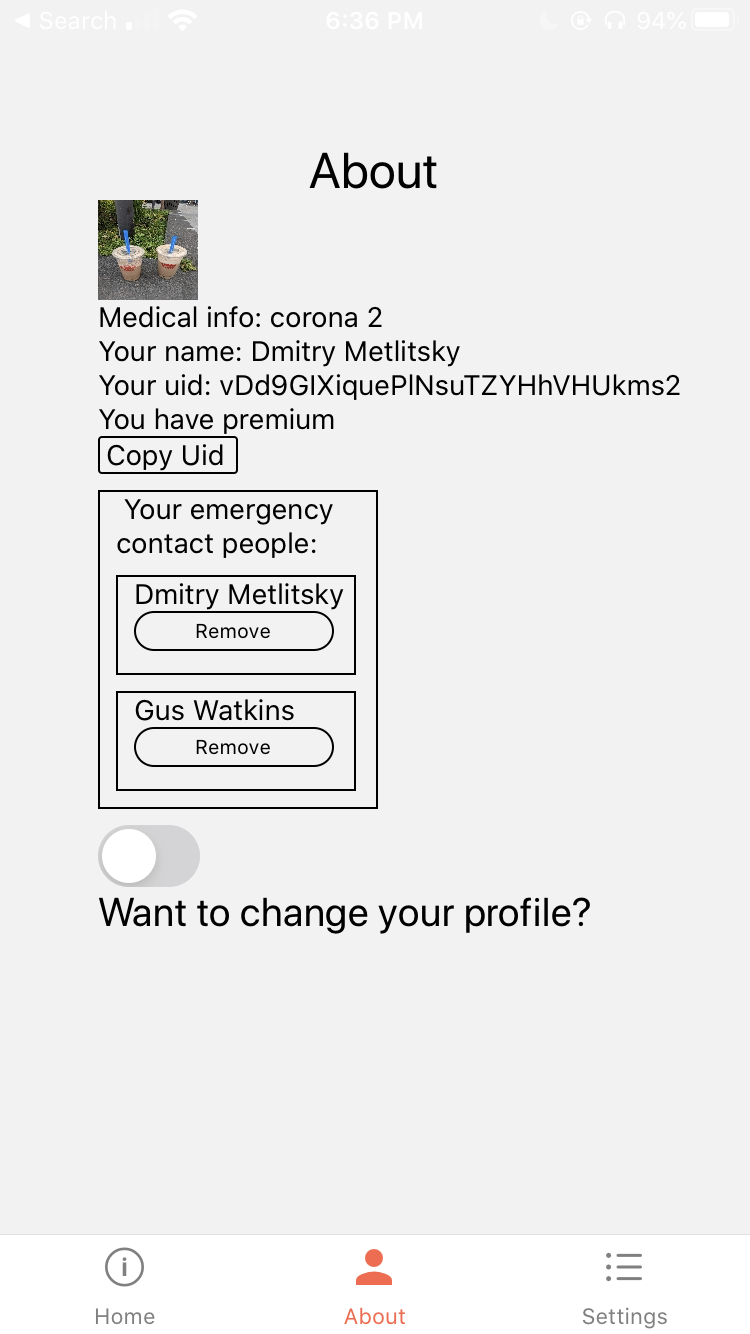 Search 6:36 PM 94%
About
Medical info: corona 2
Your name: Dmitry Metlitsky
Your uid: vDd9GIXiquePlNsuTZYHhVHUkms2
You have premium
Copy Uid
Your emergency
contact people:
Dmitry Metlitsky
Remove
Gus Watkins
Remove
Want to change your profile?
Home About Settings